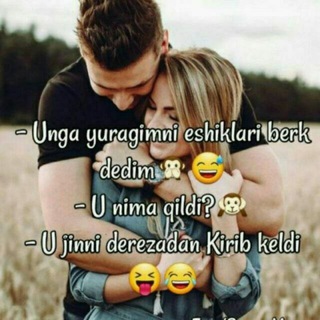 - Unga yuragimni eshiklari berk
dedim🙊😅
- U nima qildi?🙊
- U jinni derezadan Kirib keldi
😝😂